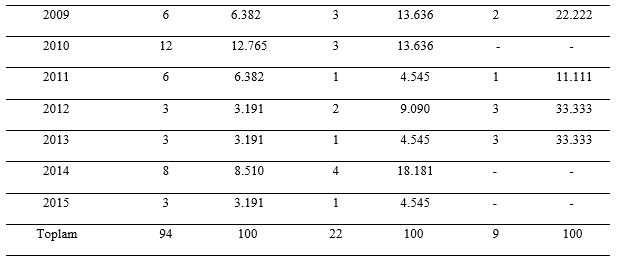 2009 6 6.382 3 13.636 2 22.222
2010 12 12.765 3 13.636 - -
2011 6 6.382 1 4.545 1 11.111
2012 3 3.191 2 9.090 3 33.333
2013 3 3.191 1 4.545 3 33.333
2014 8 8.510 4 18.181 - -
2015 3 3.191 1 4.545 - -
Toplam 94 100 22 100 9 100